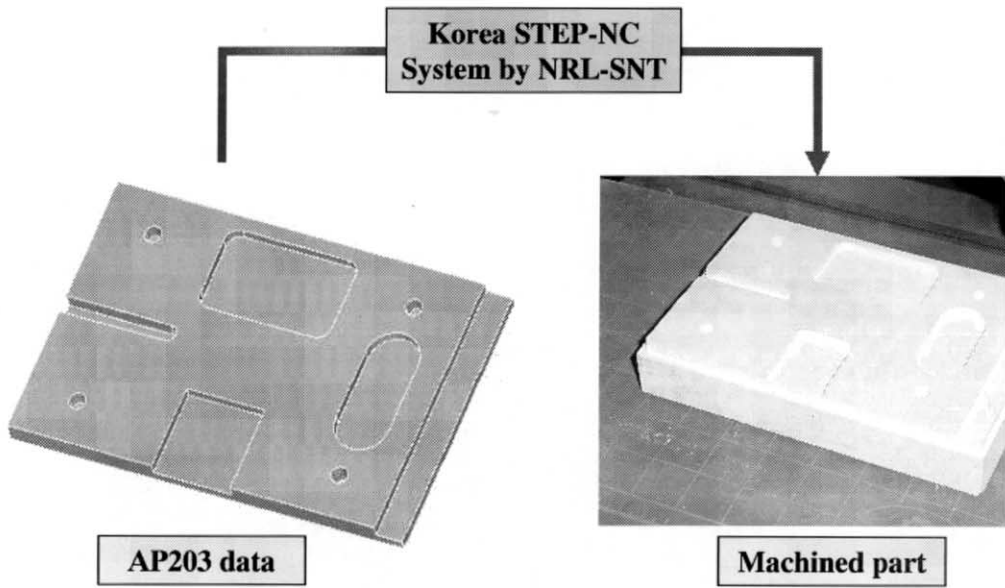 Korea STEP-NC
System by NRL-SNT
AP203 data
Machined part